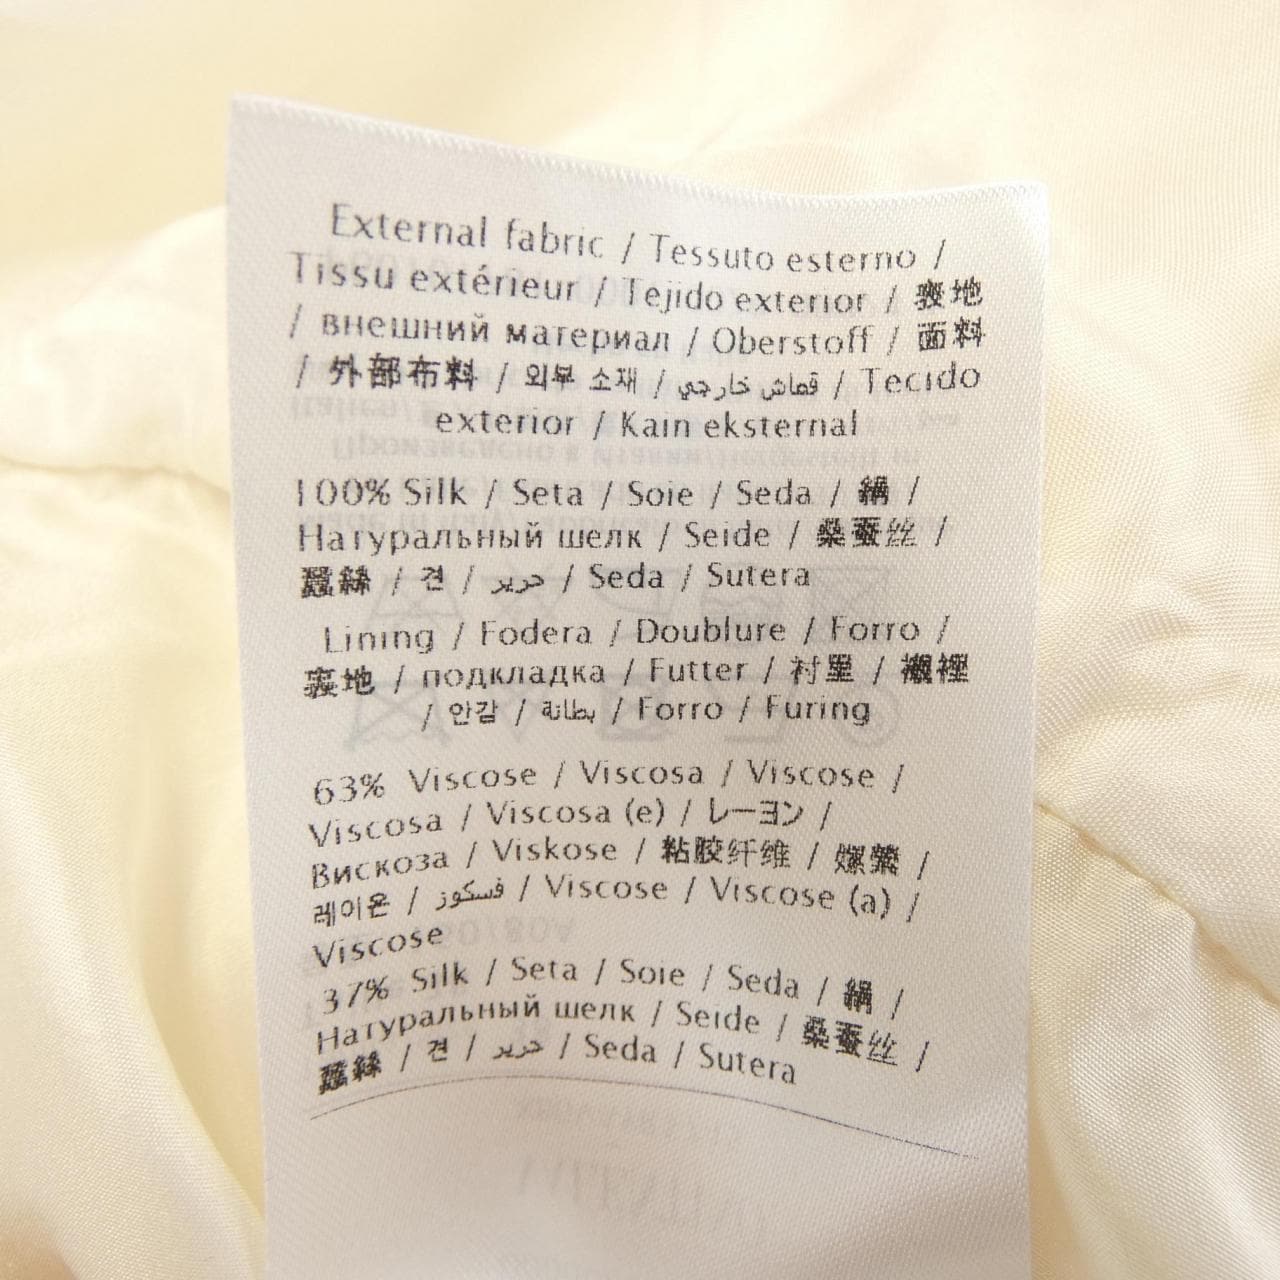 External fabric / Tessuto esterno /
Tissu extérieur / Tejido exterior / 表地
/ внешний материал / Oberstoff / 面料
/ 外部布料 / 외부 소재 / قماش خارجي / Tecido
exterior / Kain eksternal
100% Silk / Seta / Soie / Seda / 絹 /
Натуральный шелк / Seide / 桑蚕丝 /
蠶絲 / 견 / حرير / Seda / Sutera
Lining / Fodera / Doublure / Forro /
裏地 / подкладка / Futter / 衬里 / 襯裡
/ 안감 / بطانة / Forro / Furing
63% Viscose / Viscosa / Viscose /
Viscosa / Viscosa (e) / レーヨン /
Вискоза / Viskose / 粘胶纤维 / 嫘縈 /
레이온 / فسكوز / Viscose / Viscose (a) /
Viscose
37% Silk / Seta / Soie / Seda / 絹 /
Натуральный шелк / Seide / 桑蚕丝 /
蠶絲 / 견 / حرير / Seda / Sutera